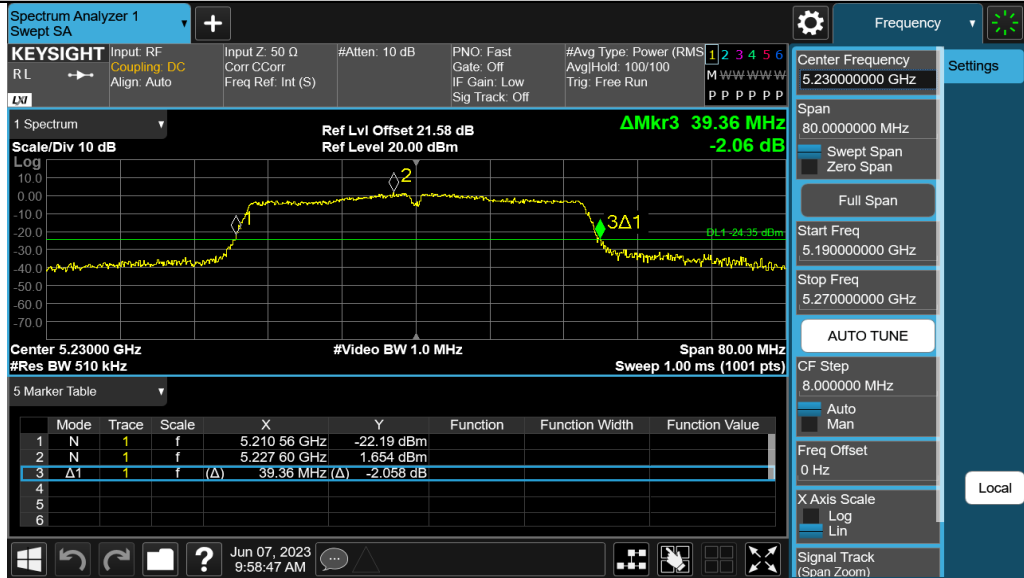 Spectrum Analyzer 1
Swept SA
Frequency
KEYSIGHT
RL
LXI
Input: RF
Coupling: DC
Align: Auto
Input Z: 50 Ω
Corr CCorr
Freq Ref: Int (S)
#Atten: 10 dB
PNO: Fast
Gate: Off
IF Gain: Low
Sig Track: Off
#Avg Type: Power (RMS
Avg|Hold: 100/100
Trig: Free Run
1 2 3 4 5 6
M W W W W W
P P P P P P
1 Spectrum
Scale/Div 10 dB
Ref Lvl Offset 21.58 dB
Ref Level 20.00 dBm
ΔMkr3 39.36 MHz
-2.06 dB
Log
10.0
0.00
-10.0
-20.0
-30.0
-40.0
-50.0
-60.0
-70.0
1
2
3Δ1
DL1 -24.35 dBm
Center 5.23000 GHz
#Video BW 1.0 MHz
Span 80.00 MHz
#Res BW 510 kHz
Sweep 1.00 ms (1001 pts)
5 Marker Table
Mode Trace Scale X Y Function Function Width Function Value
1 N 1 f 5.210 56 GHz -22.19 dBm
2 N 1 f 5.227 60 GHz 1.654 dBm
3 Δ1 1 f (Δ) 39.36 MHz (Δ) -2.058 dB
4
5
6
Jun 07, 2023
9:58:47 AM
Center Frequency
5.230000000 GHz
Span
80.0000000 MHz
Swept Span
Zero Span
Full Span
Start Freq
5.190000000 GHz
Stop Freq
5.270000000 GHz
AUTO TUNE
CF Step
8.000000 MHz
Auto
Man
Freq Offset
0 Hz
X Axis Scale
Log
Lin
Signal Track
(Span Zoom)
Settings
Local